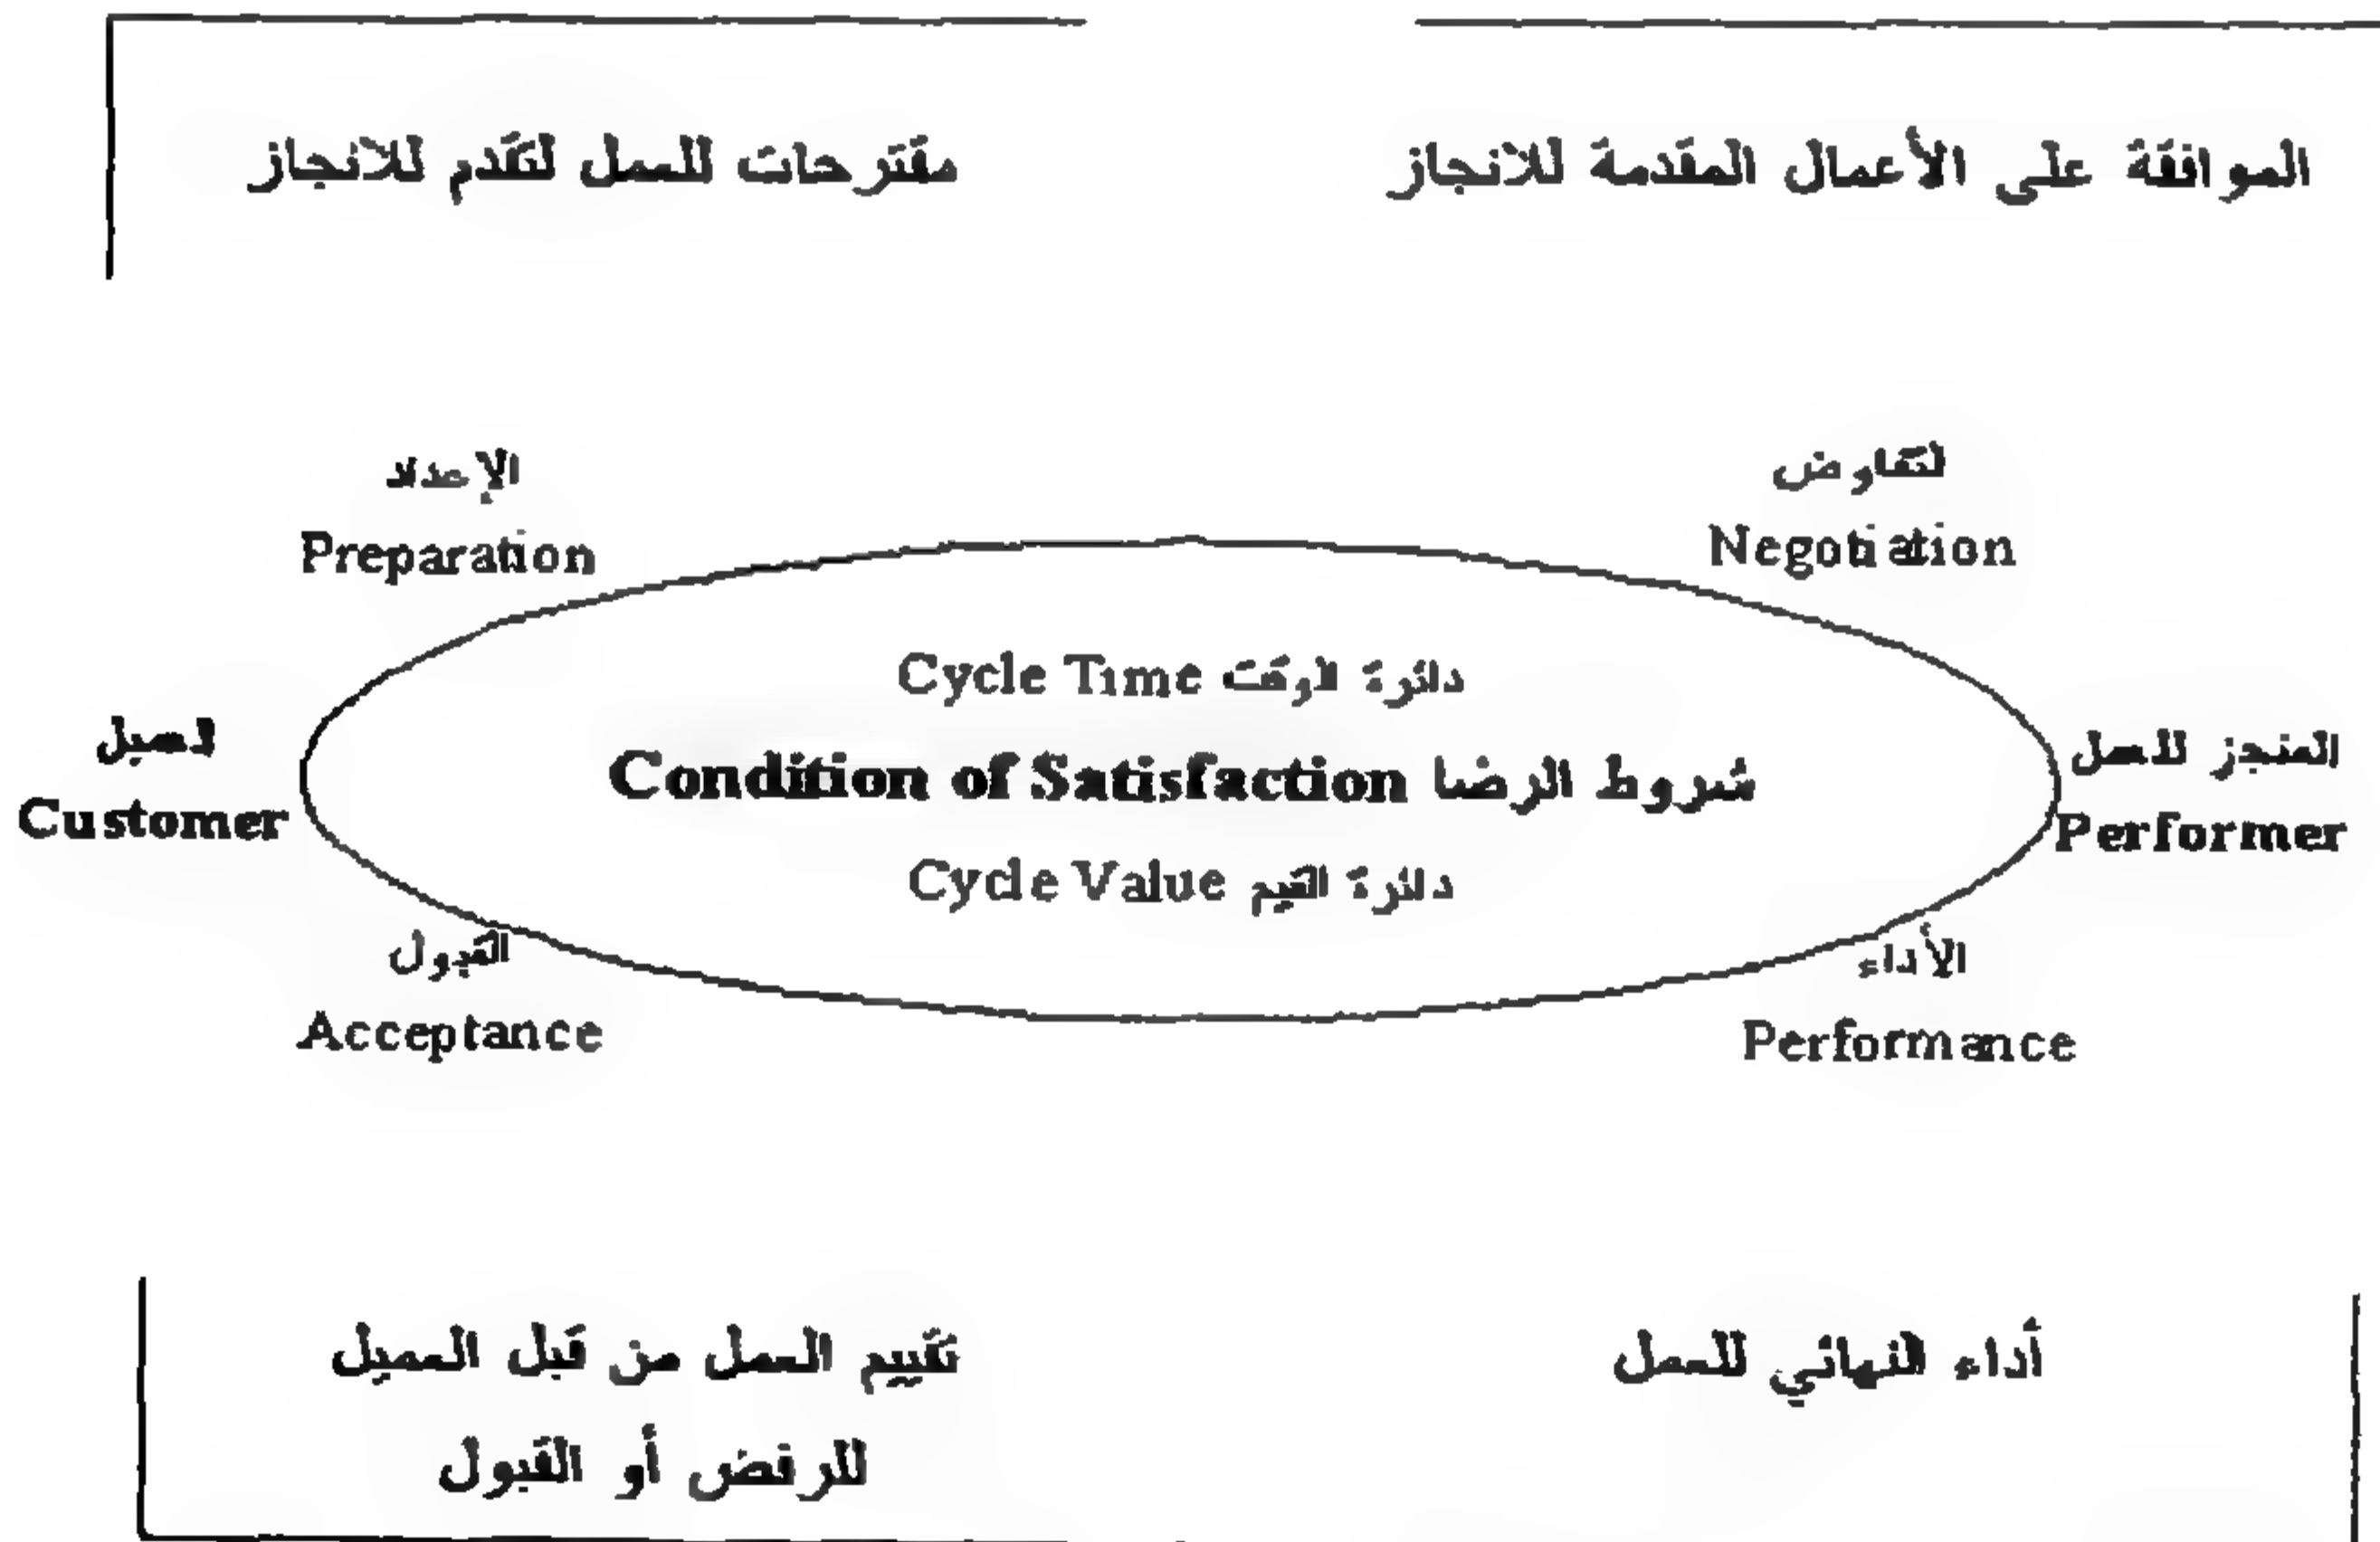 مقترحات للعمل لتقدم للانجاز
الموافقة على الأعمال المقدمة للانجاز
الإعداد
Preparation
التفاوض
Negotiation
Cycle Time دائرة الوقت
العميل
Customer
Condition of Satisfaction شروط الرضا
المنجز للعمل
Performer
Cycle Value دائرة القيم
القبول
Acceptance
الأداء
Performance
تقييم العمل من قبل العميل
للرفض أو القبول
أداء النهائي للعمل